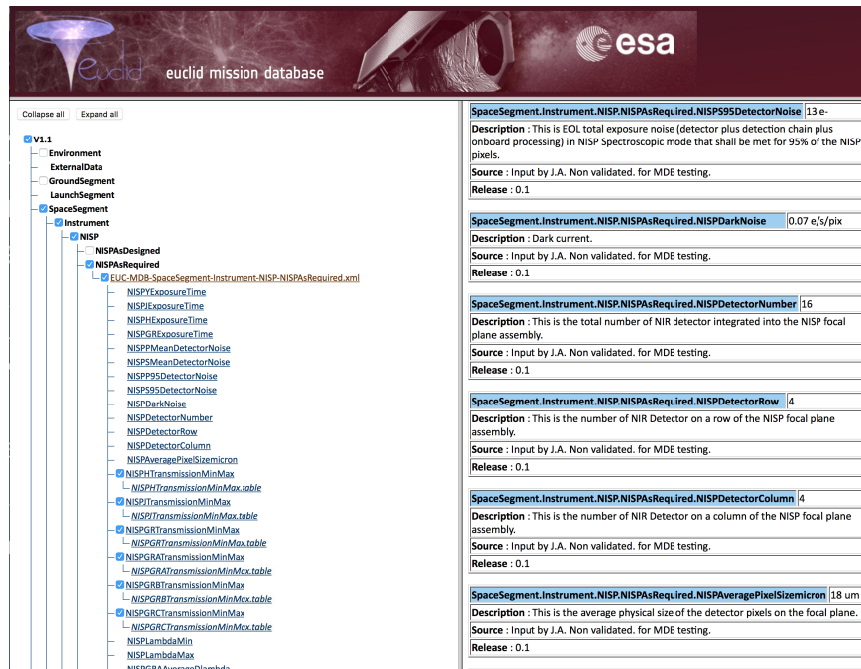 euclid
euclid mission database
esa
Collapse all
Expand all
V1.1
Environment
ExternalData
GroundSegment
LaunchSegment
SpaceSegment
Instrument
NISP
NISPAsDesigned
NISPAsRequired
EUC-MDB-SpaceSegment-Instrument-NISP-NISPAsRequired.xml
NISPYExposureTime
NISPJExposureTime
NISPHExposureTime
NISPGRExposureTime
NISPPMeanDetectorNoise
NISPSMeanDetectorNoise
NISPP95DetectorNoise
NISPS95DetectorNoise
NISPDarkNoise
NISPDetectorNumber
NISPDetectorRow
NISPDetectorColumn
NISPAveragePixelSizemicron
NISPHTransmissionMinMax
NISPHTransmissionMinMax.table
NISPJTransmissionMinMax
NISPJTransmissionMinMax.table
NISPGRTransmissionMinMax
NISPGRTransmissionMinMax.table
NISPGRATransmissionMinMax
NISPGRATransmissionMinMax.table
NISPGRBTransmissionMinMax
NISPGRBTransmissionMinMax.table
NISPGRCTransmissionMinMax
NISPGRCTransmissionMinMax.table
NISPLambdaMin
NISPLambdaMax
SpaceSegment.Instrument.NISP.NISPAsRequired.NISPS95DetectorNoise 13 e-
Description : This is EOL total exposure noise (detector plus detection chain plus
onboard processing) in NISP Spectroscopic mode that shall be met for 95% of the NISP
pixels.
Source : Input by J.A. Non validated. for MDB testing.
Release : 0.1
SpaceSegment.Instrument.NISP.NISPAsRequired.NISPDarkNoise 0.07 e/s/pix
Description : Dark current.
Source : Input by J.A. Non validated. for MDB testing.
Release : 0.1
SpaceSegment.Instrument.NISP.NISPAsRequired.NISPDetectorNumber 16
Description : This is the total number of NIR detector integrated into the NISP focal
plane assembly.
Source : Input by J.A. Non validated. for MDB testing.
Release : 0.1
SpaceSegment.Instrument.NISP.NISPAsRequired.NISPDetectorRow 4
Description : This is the number of NIR Detector on a row of the NISP focal plane
assembly.
Source : Input by J.A. Non validated. for MDB testing.
Release : 0.1
SpaceSegment.Instrument.NISP.NISPAsRequired.NISPDetectorColumn 4
Description : This is the number of NIR Detector on a column of the NISP focal plane
assembly.
Source : Input by J.A. Non validated. for MDB testing.
Release : 0.1
SpaceSegment.Instrument.NISP.NISPAsRequired.NISPAveragePixelSizemicron 18 um
Description : This is the average physical size of the detector pixels on the focal plane.
Source : Input by J.A. Non validated. for MDB testing.
Release : 0.1